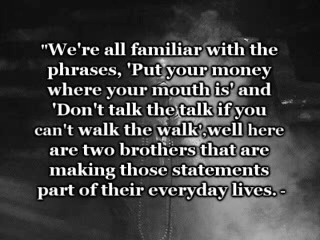 "We're all familiar with the
phrases, 'Put your money
where your mouth is' and
'Don't talk the talk if you
can't walk the walk',well here
are two brothers that are
making those statements
part of their everyday lives. -